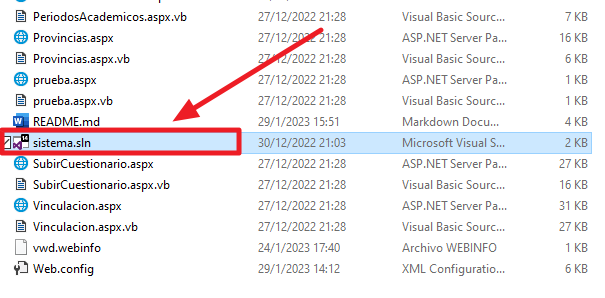 PeriodosAcademicos.aspx.vb 27/12/2022 21:28 Visual Basic Sourc... 7 KB
Provincias.aspx 27/12/2022 21:28 ASP.NET Server Pa... 16 KB
Provincias.aspx.vb 27/12/2022 21:28 Visual Basic Sourc... 6 KB
prueba.aspx 27/12/2022 21:28 ASP.NET Server Pa... 1 KB
prueba.aspx.vb 27/12/2022 21:28 Visual Basic Sourc... 1 KB
README.md 29/1/2023 15:51 Markdown Docu... 4 KB
sistema.sln 30/12/2022 21:03 Microsoft Visual S... 2 KB
SubirCuestionario.aspx 27/12/2022 21:28 ASP.NET Server Pa... 6 KB
SubirCuestionario.aspx.vb 27/12/2022 21:28 Visual Basic Sourc... 16 KB
Vinculacion.aspx 27/12/2022 21:28 ASP.NET Server Pa... 31 KB
Vinculacion.aspx.vb 27/12/2022 21:28 Visual Basic Sourc... 27 KB
vwd.webinfo 24/1/2023 17:40 Archivo WEBINFO 1 KB
Web.config 29/1/2023 14:12 XML Configuratio... 6 KB